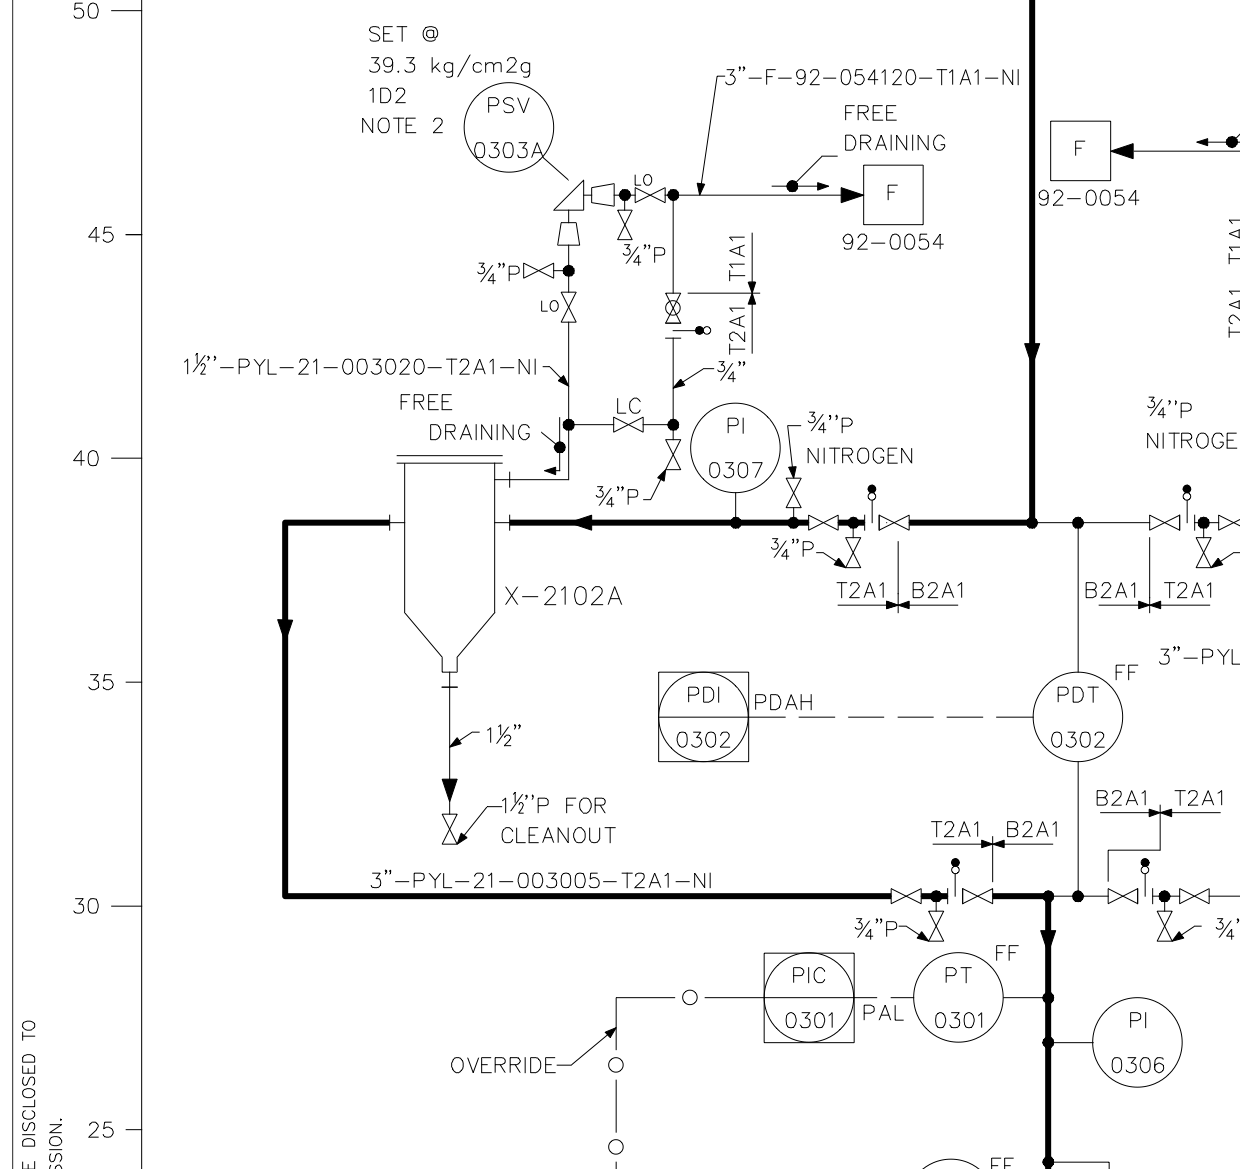 50
SET @
39.3 kg/cm2g
1D2
NOTE 2
PSV
0303A
3"-F-92-054120-T1A1-NI
FREE
DRAINING
F
92-0054
F
92-0054
LO
3/4"P
45
3/4"P
LO
T1A1
T2A1
T1A1
T2A1
1½"-PYL-21-003020-T2A1-NI
3/4"
FREE
DRAINING
LC
PI
0307
3/4"P
NITROGEN
3/4"P
NITROGE
40
3/4"P
3/4"P
T2A1
B2A1
B2A1
T2A1
X-2102A
3"-PYL
35
PDI
0302
PDAH
PDT
0302
FF
1½"
1½"P FOR
CLEANOUT
B2A1
T2A1
T2A1
B2A1
3"-PYL-21-003005-T2A1-NI
30
3/4"P
3/4"
PIC
0301
PAL
PT
0301
FF
PI
0306
OVERRIDE
25
FF
E DISCLOSED TO
SSION.